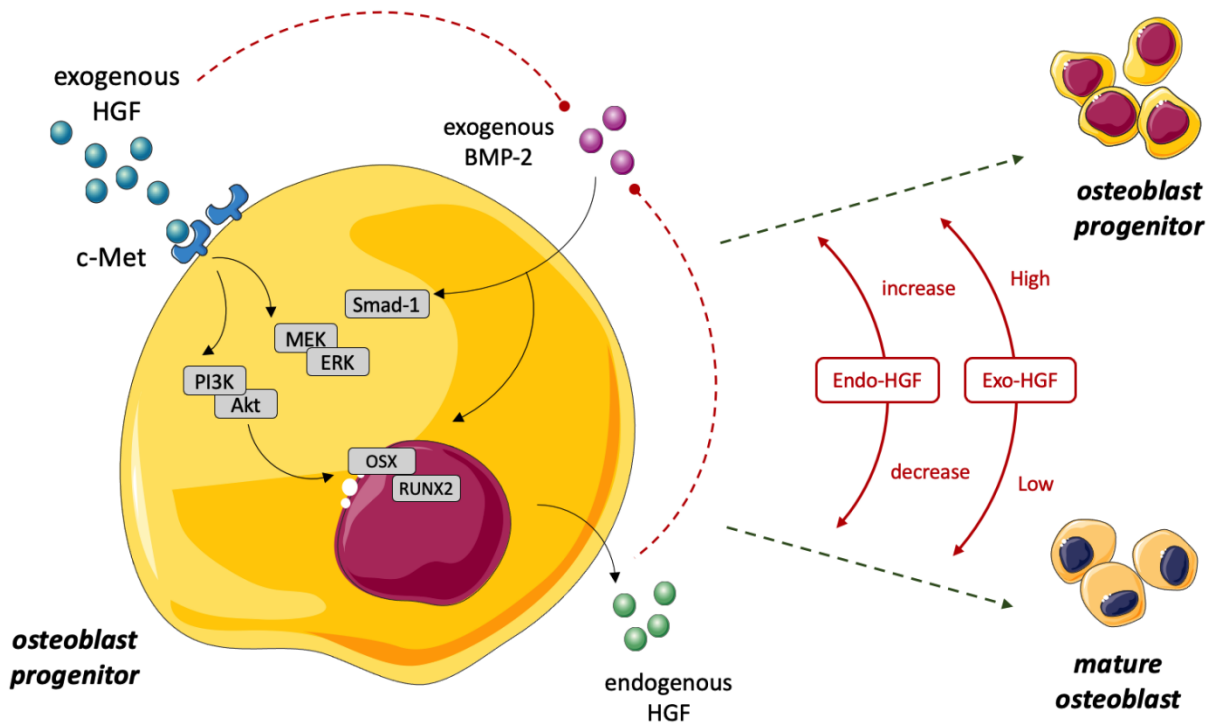 exogenous
HGF
exogenous
BMP-2
c-Met
Smad-1
MEK
ERK
PI3K
Akt
OSX
RUNX2
osteoblast
progenitor
endogenous
HGF
osteoblast
progenitor
increase
High
Endo-HGF
Exo-HGF
decrease
Low
mature
osteoblast